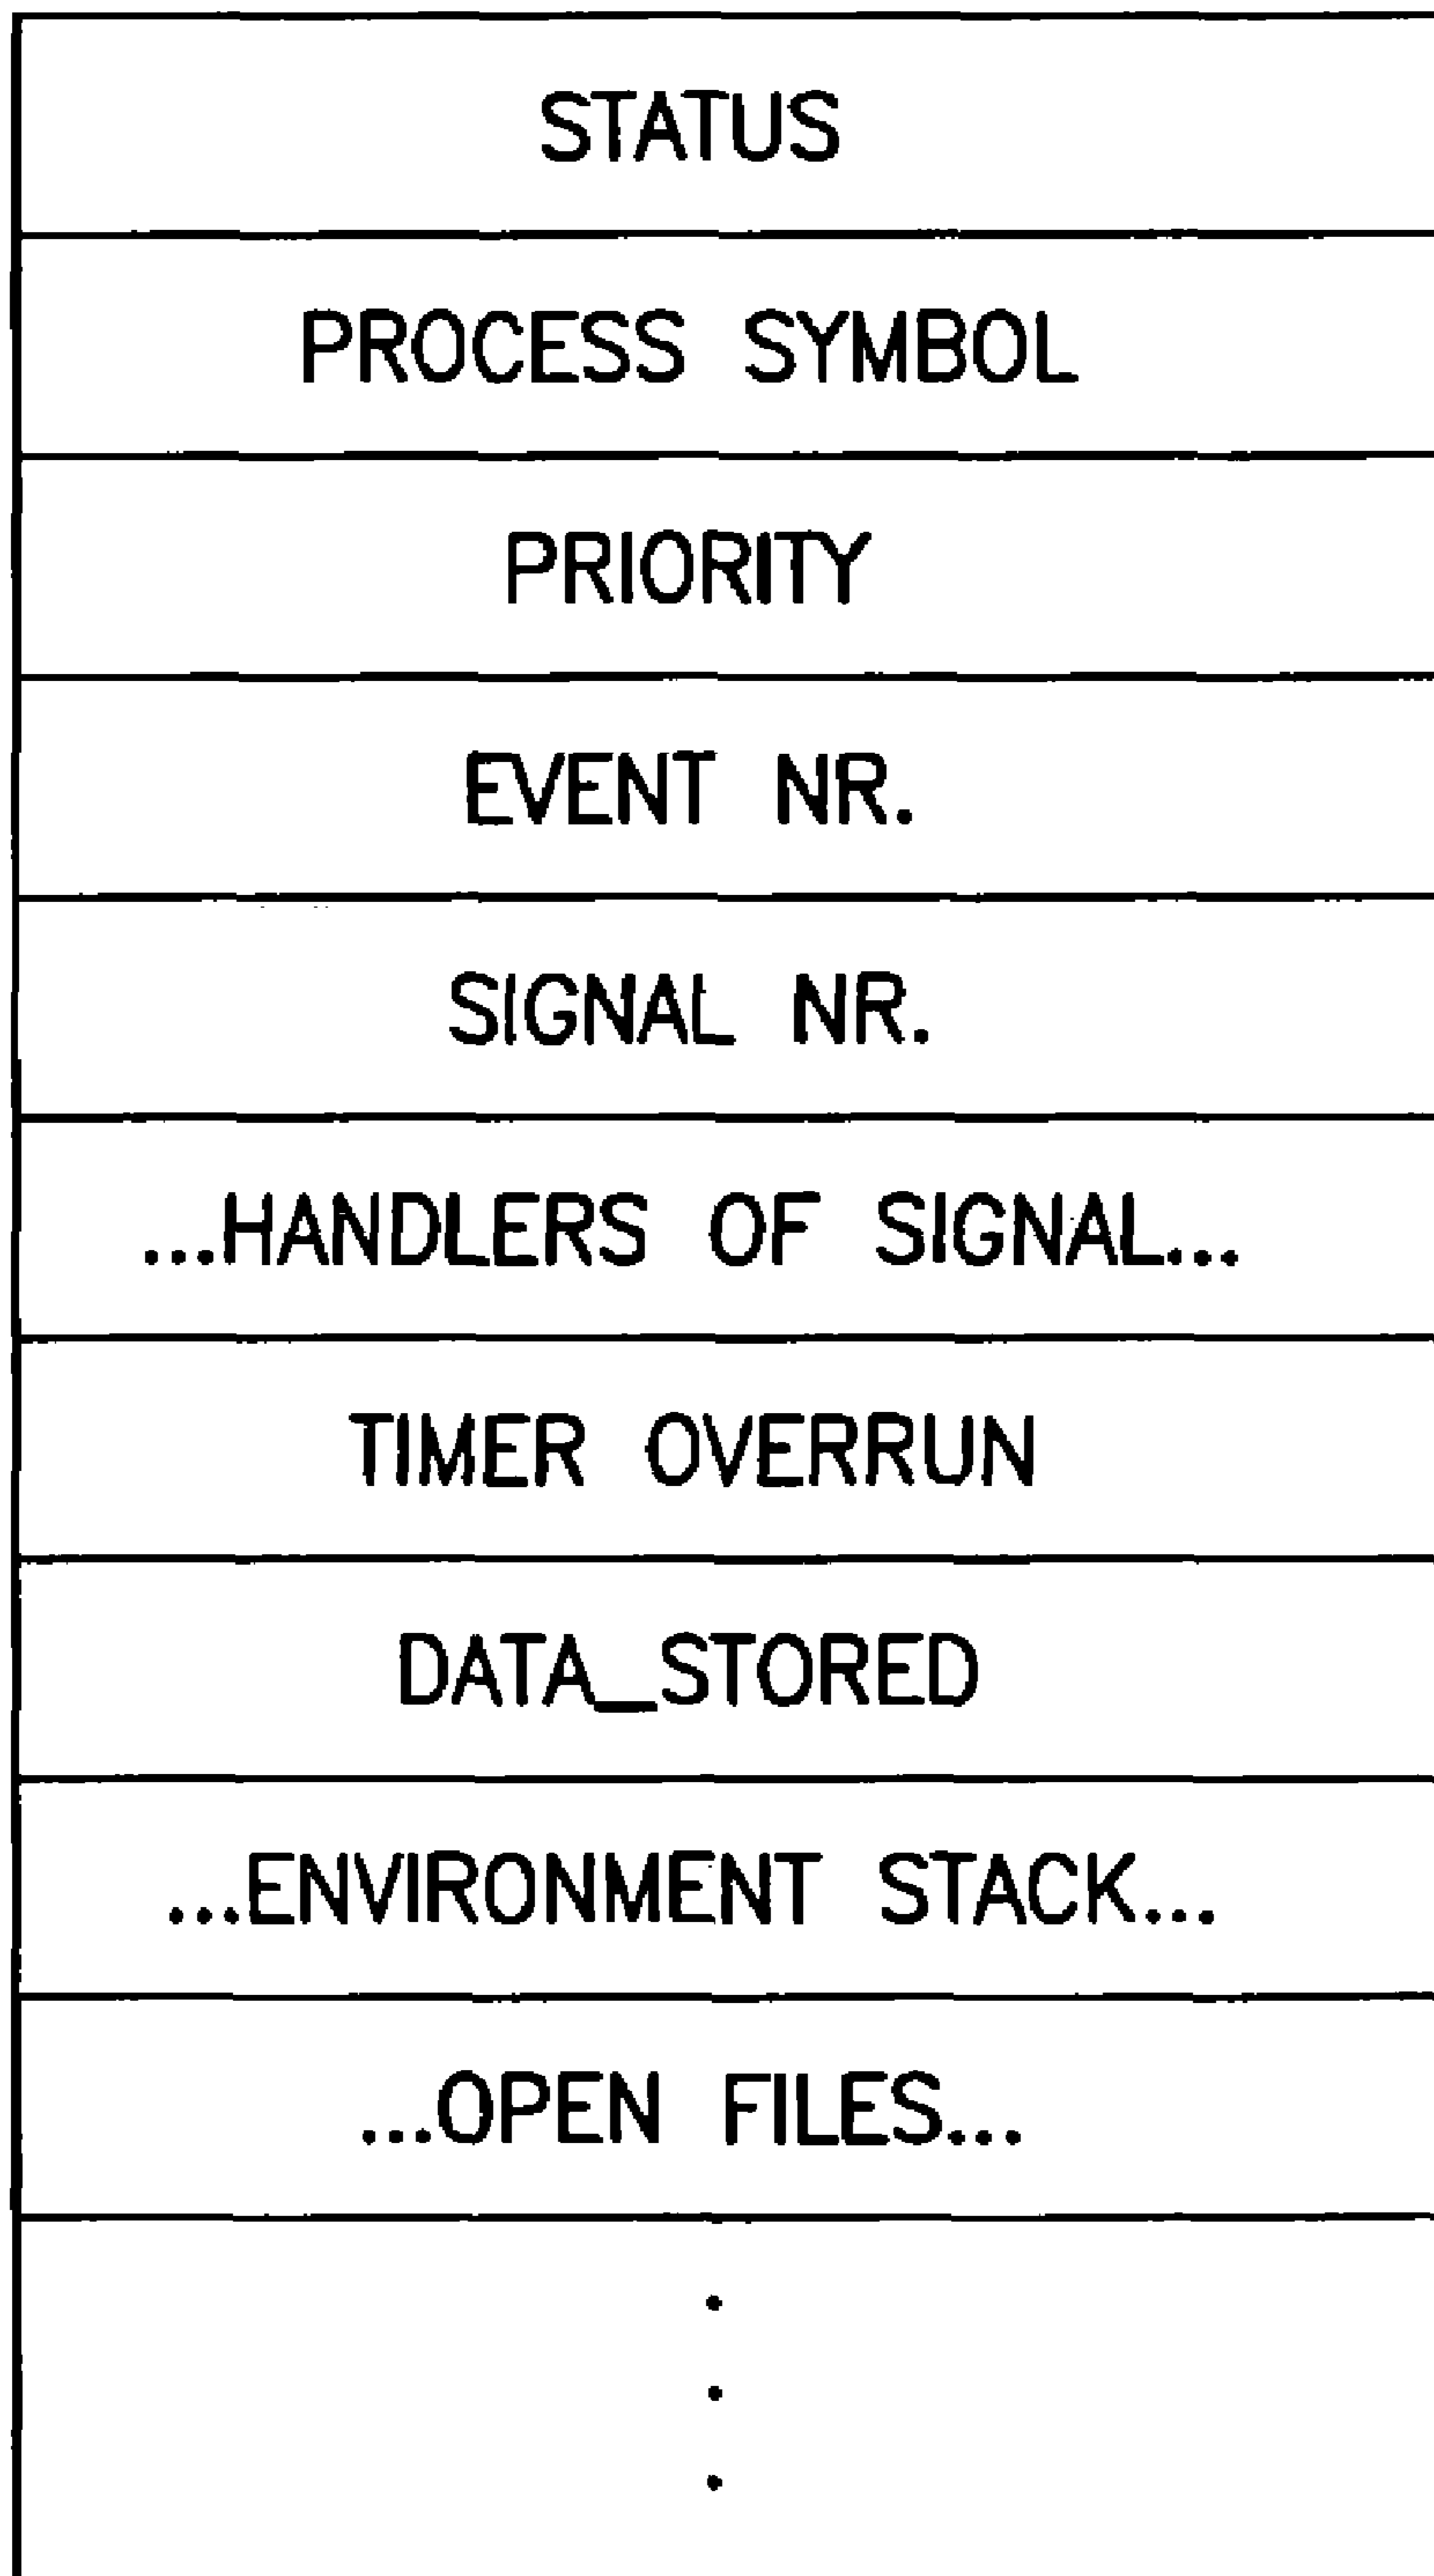 STATUS
PROCESS SYMBOL
PRIORITY
EVENT NR.
SIGNAL NR.
...HANDLERS OF SIGNAL...
TIMER OVERRUN
DATA_STORED
...ENVIRONMENT STACK...
...OPEN FILES...
.
.
.